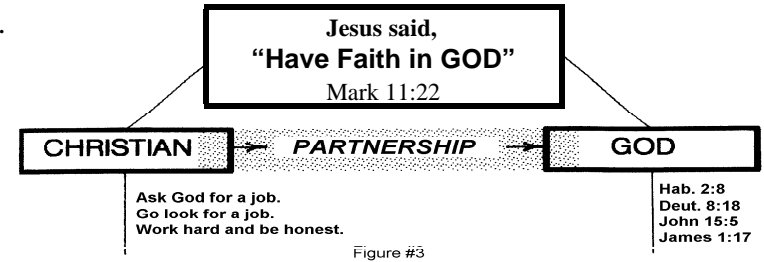 Jesus said,
“Have Faith in GOD”
Mark 11:22
CHRISTIAN PARTNERSHIP GOD
Ask God for a job.
Go look for a job.
Work hard and be honest.
Hab. 2:8
Deut. 8:18
John 15:5
James 1:17
Figure #3